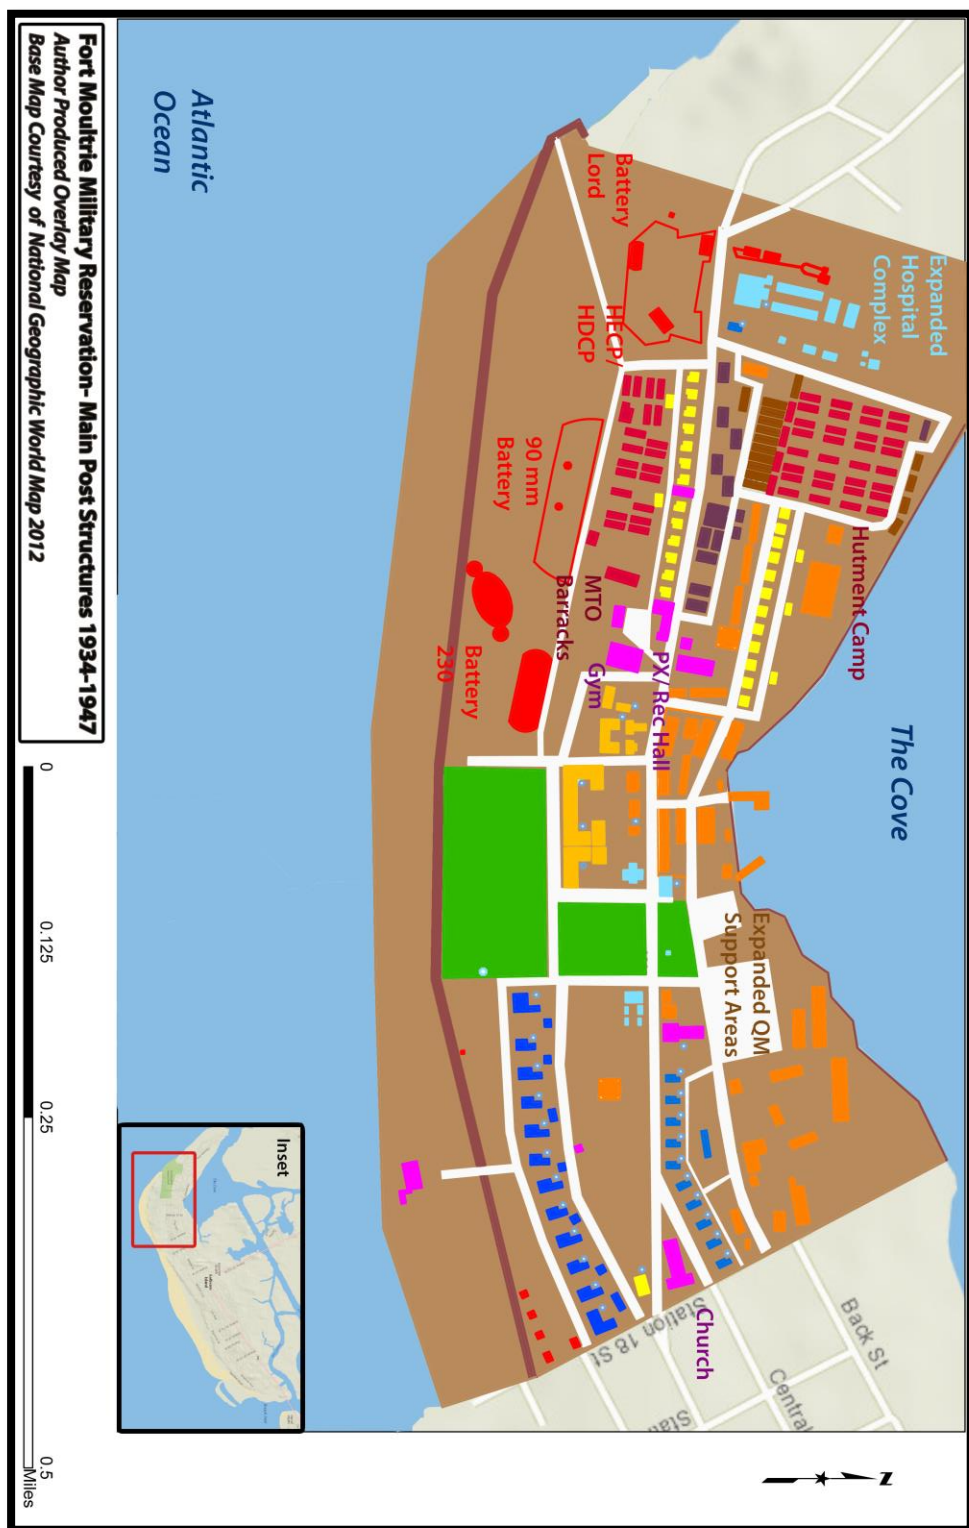 Fort Moultrie Military Reservation- Main Post Structures 1934-1947
Author Produced Overlay Map
Base Map Courtesy of National Geographic World Map 2012
Atlantic
Ocean
The Cove
Battery
Lord
Expanded
Hospital
Complex
HECP/
HDCP
90 mm
Battery
Hutment Camp
MTO
Barracks
Gym
PX/ Rec Hall
Battery
230
Expanded QM
Support Areas
Church
Station 18 St
Back St
Central
Stati
Inset
0
0.125
0.25
0.5
Miles
N